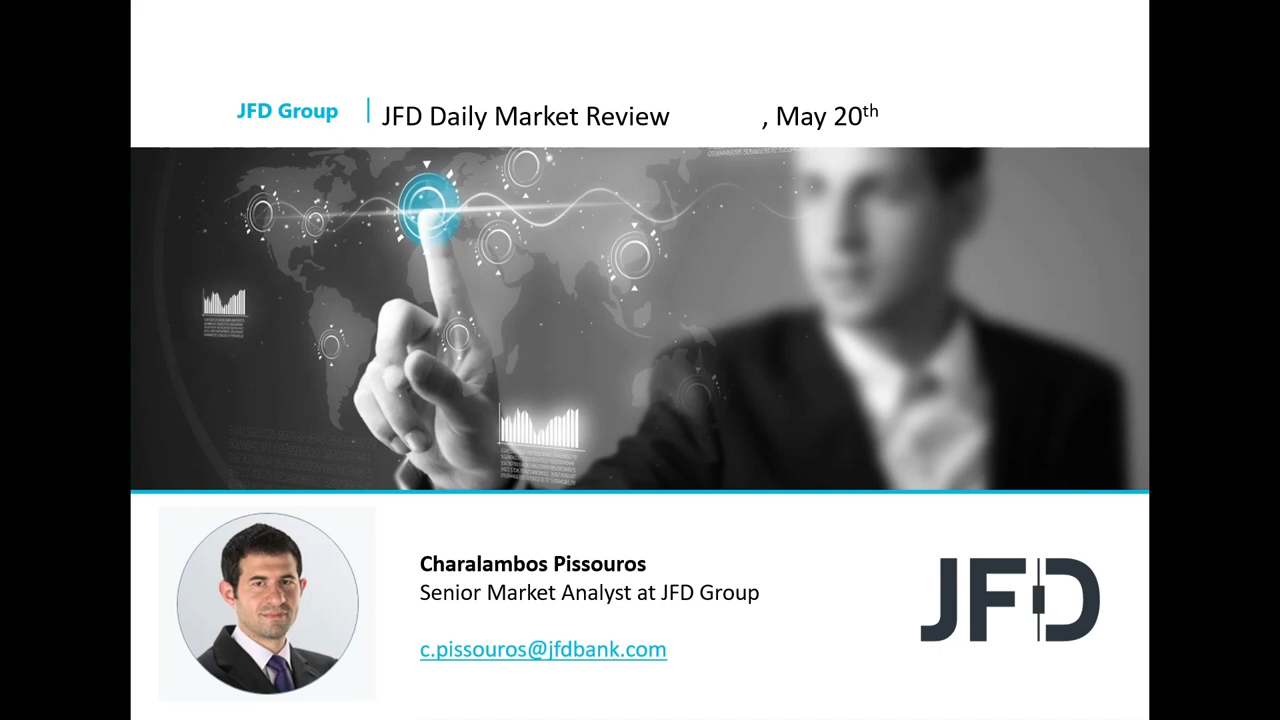 JFD Group
JFD Daily Market Review , May 20th
Charalambos Pissouros
Senior Market Analyst at JFD Group
c.pissouros@jfdbank.com
JFD